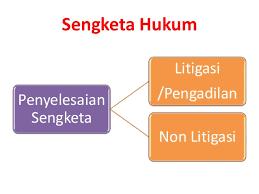 Sengketa Hukum
Penyelesaian
Sengketa
Litigasi
/Pengadilan
Non Litigasi